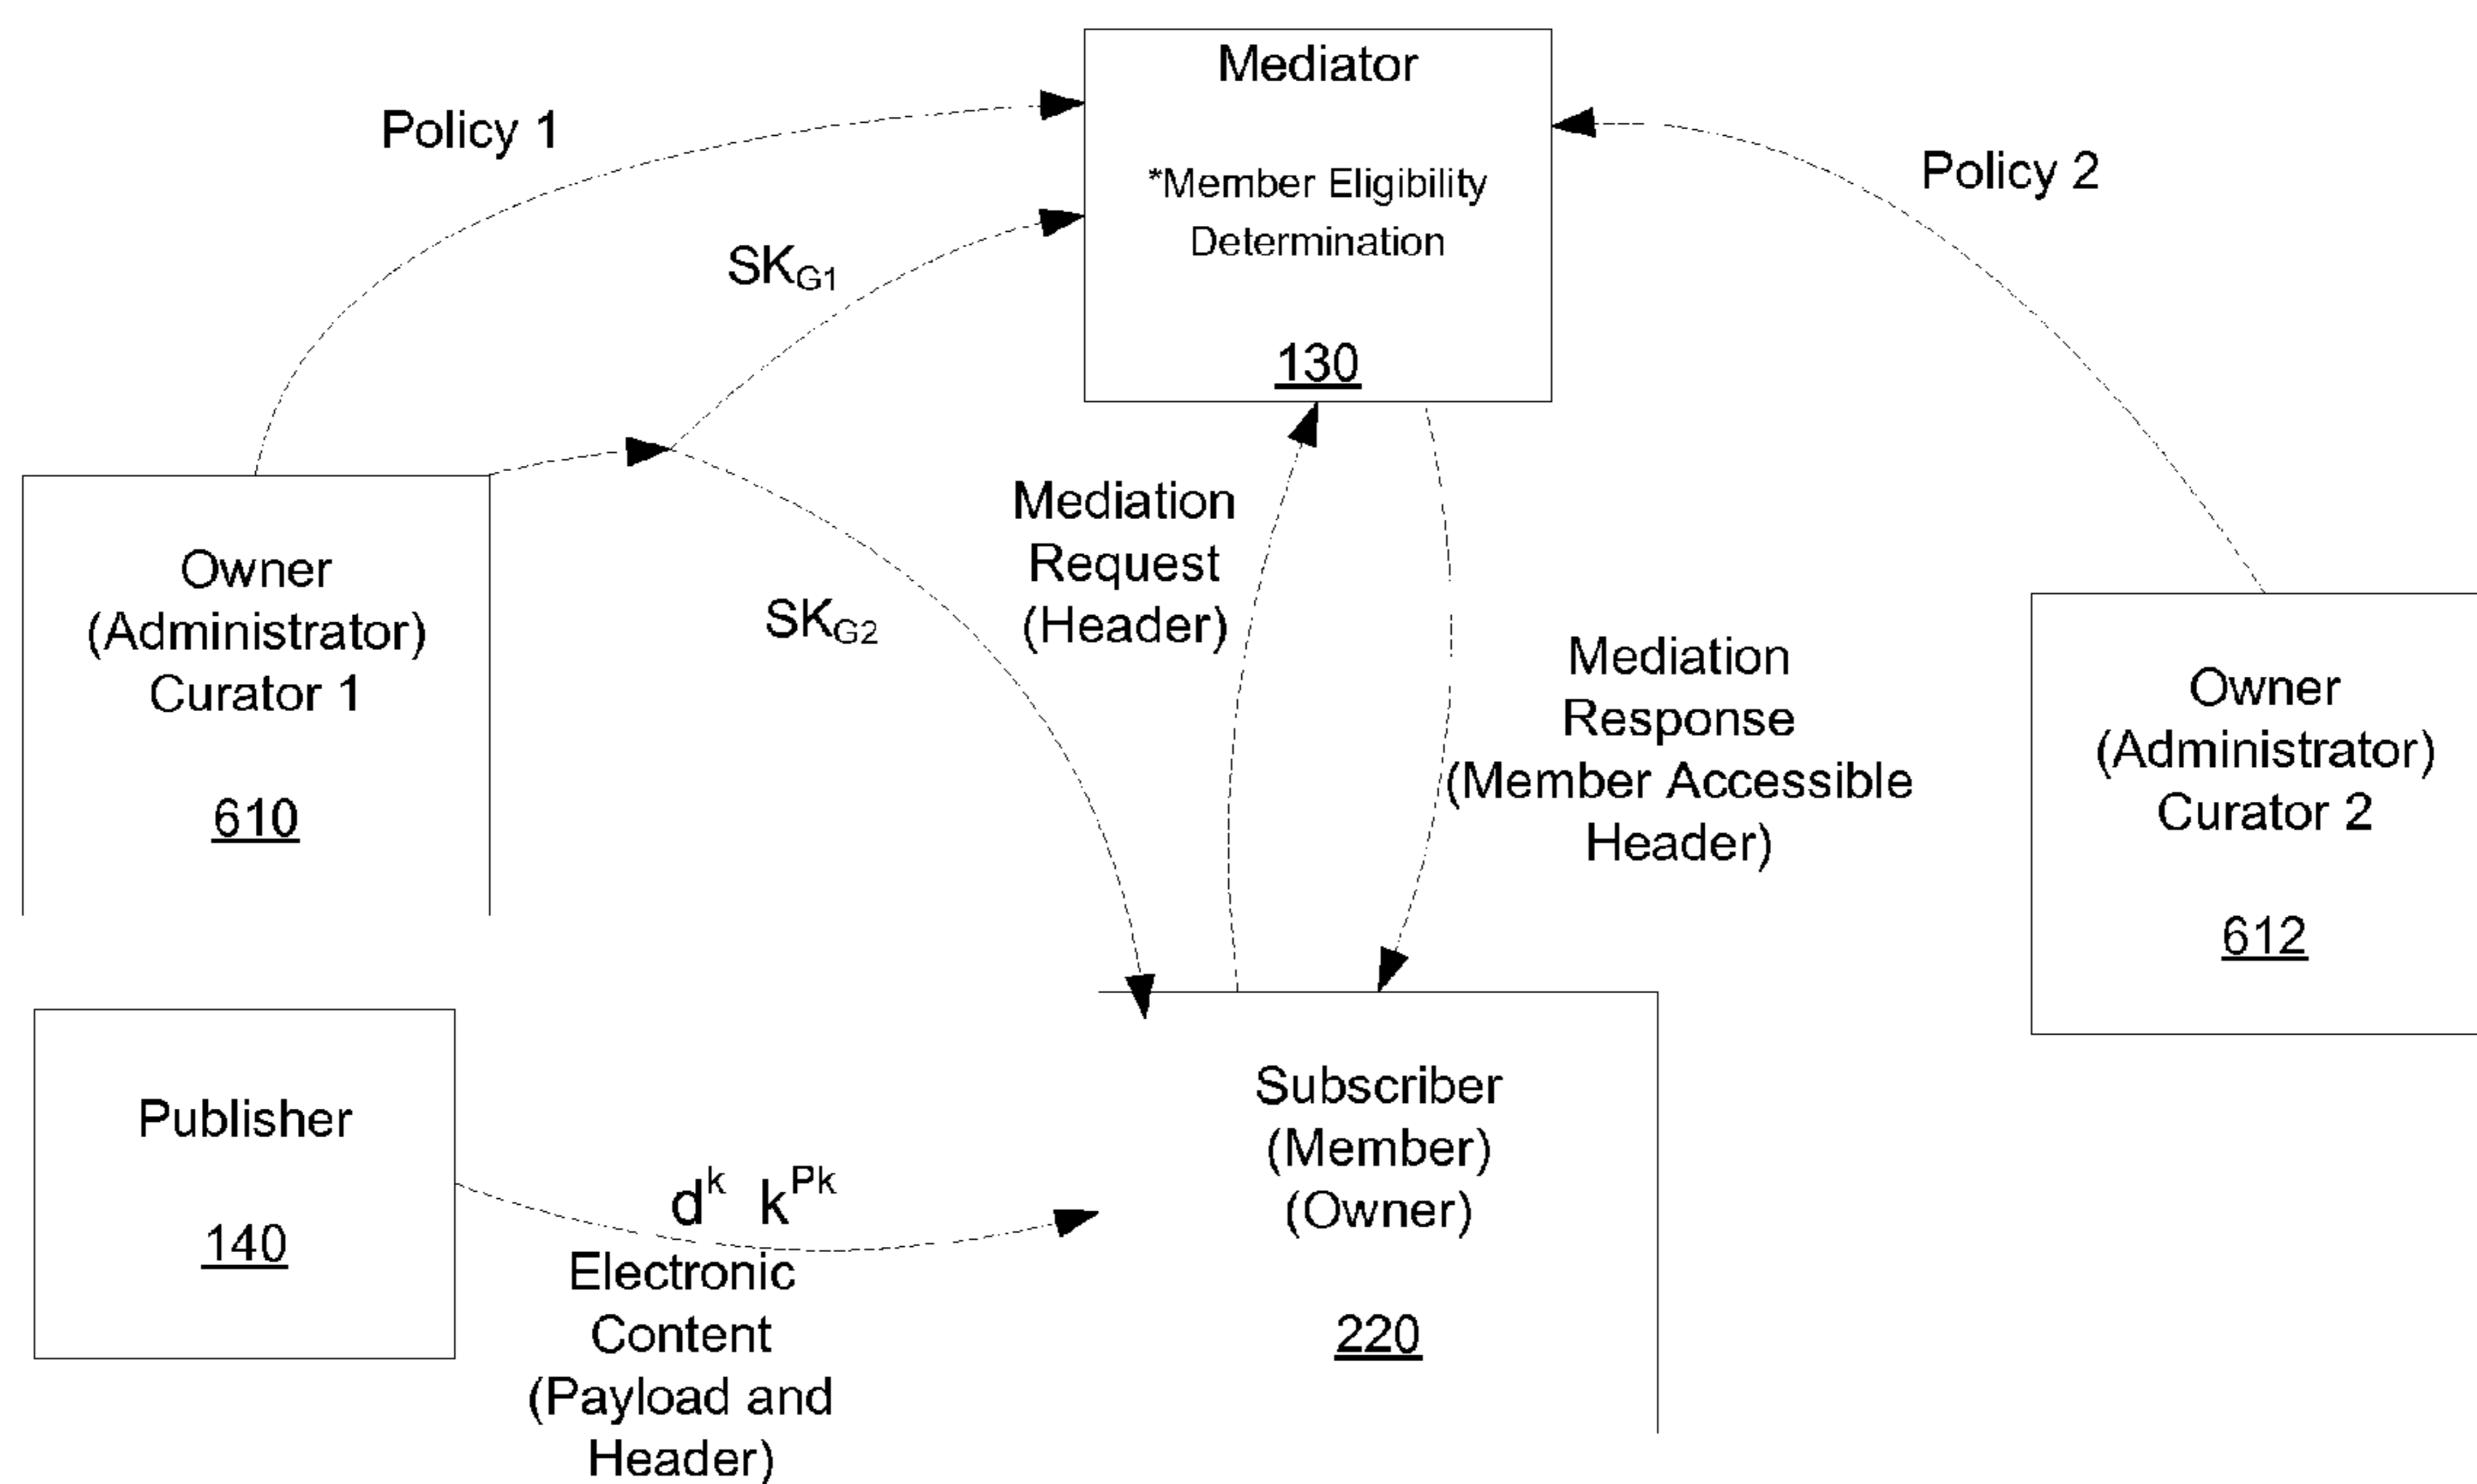 Mediator
*Member Eligibility
Determination
130
Policy 1
Policy 2
SKG1
SKG2
Owner
(Administrator)
Curator 1
610
Mediation
Request
(Header)
Mediation
Response
(Member Accessible
Header)
Owner
(Administrator)
Curator 2
612
Publisher
140
dk kPk
Electronic
Content
(Payload and
Header)
Subscriber
(Member)
(Owner)
220